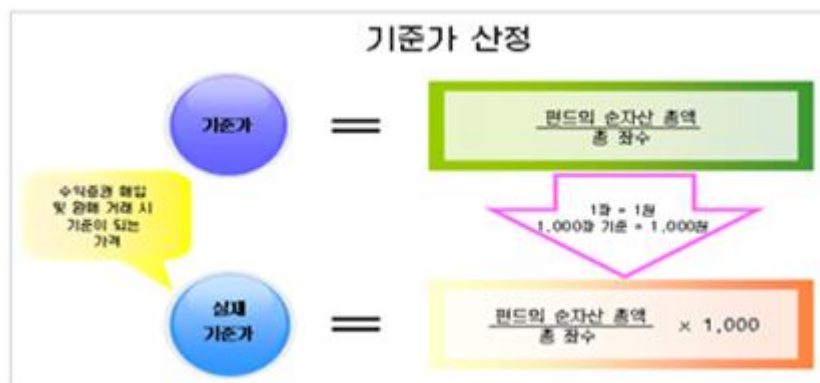 기준가 산정
기준가
=
펀드의 순자산 총액
총 좌수
수익증권 매입
및 환매 거래 시
기준이 되는
가격
1좌 = 1원
1,000좌 기준 = 1,000원
실제
기준가
=
펀드의 순자산 총액
총 좌수
× 1,000